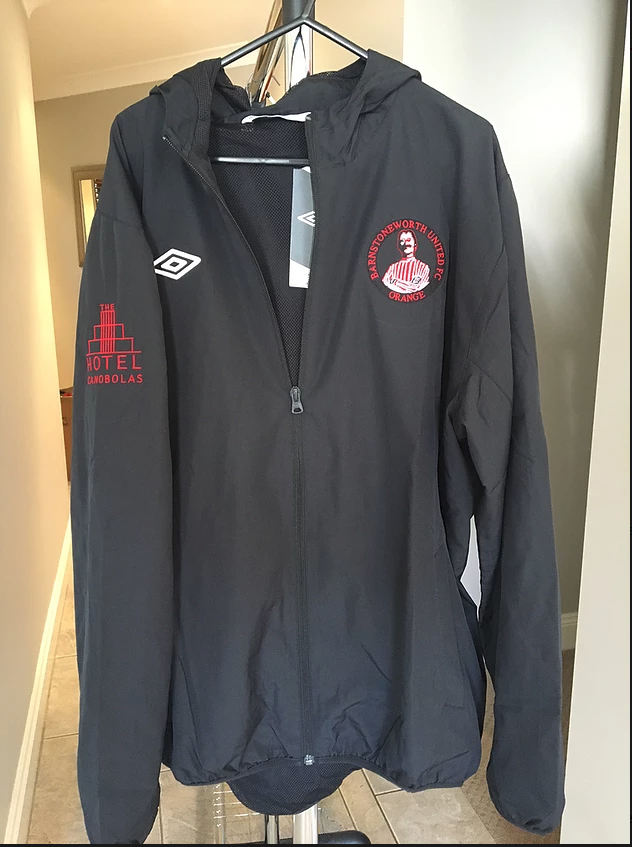 BARNSTONEWORTH UNITED FC
ORANGE
THE
HOTEL
CANOBOLAS